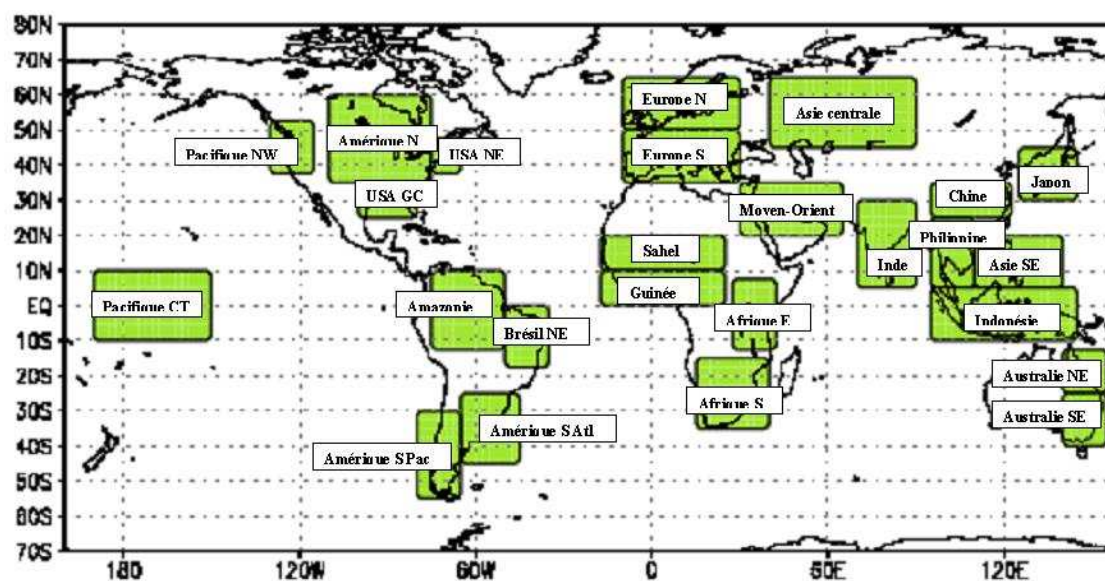 80N
70N
60N
50N
40N
30N
20N
10N
EQ
10S
20S
30S
40S
50S
60S
70S
Europe N
Asie centrale
Pacifique NW
Amérique N
USA NE
Europe S
USA GC
Moyen-Orient
Chine
Japon
Sahel
Inde
Philippine
Asie SE
Pacifique CT
Amazonie
Guinée
Brésil NE
Afrique E
Indonésie
Australie NE
Afrique S
Australie SE
Amérique S Atl
Amérique S Pac
180
120W
60W
0
60E
120E